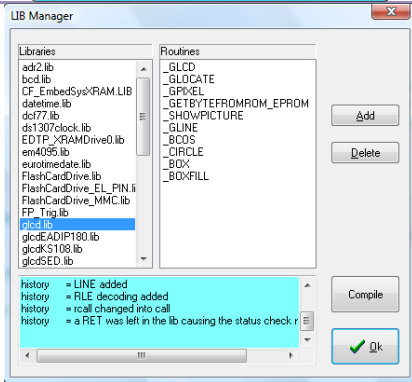 LIB Manager
Libraries
adr2.lib
bcd.lib
CF_EmbedSysXRAM.LIB
datetime.lib
dcf77.lib
ds1307clock.lib
EDTP_XRAMDrive0.lib
em4095.lib
eurotimedate.lib
FlashCardDrive.lib
FlashCardDrive_EL_PIN.li
FlashCardDrive_MMC.lib
FP_Trig.lib
glcd.lib
glcdEADIP180.lib
glcdKS108.lib
glcdSED.lib
Routines
_GLCD
_GLOCATE
_GPIXEL
_GETBYTEFROMROM_EPROM
_SHOWPICTURE
_GLINE
_BCOS
_CIRCLE
_BOX
_BOXFILL
Add
Delete
history = LINE added
history = RLE decoding added
history = rcall changed into call
history = a RET was left in the lib causing the status check r
Compile
Ok